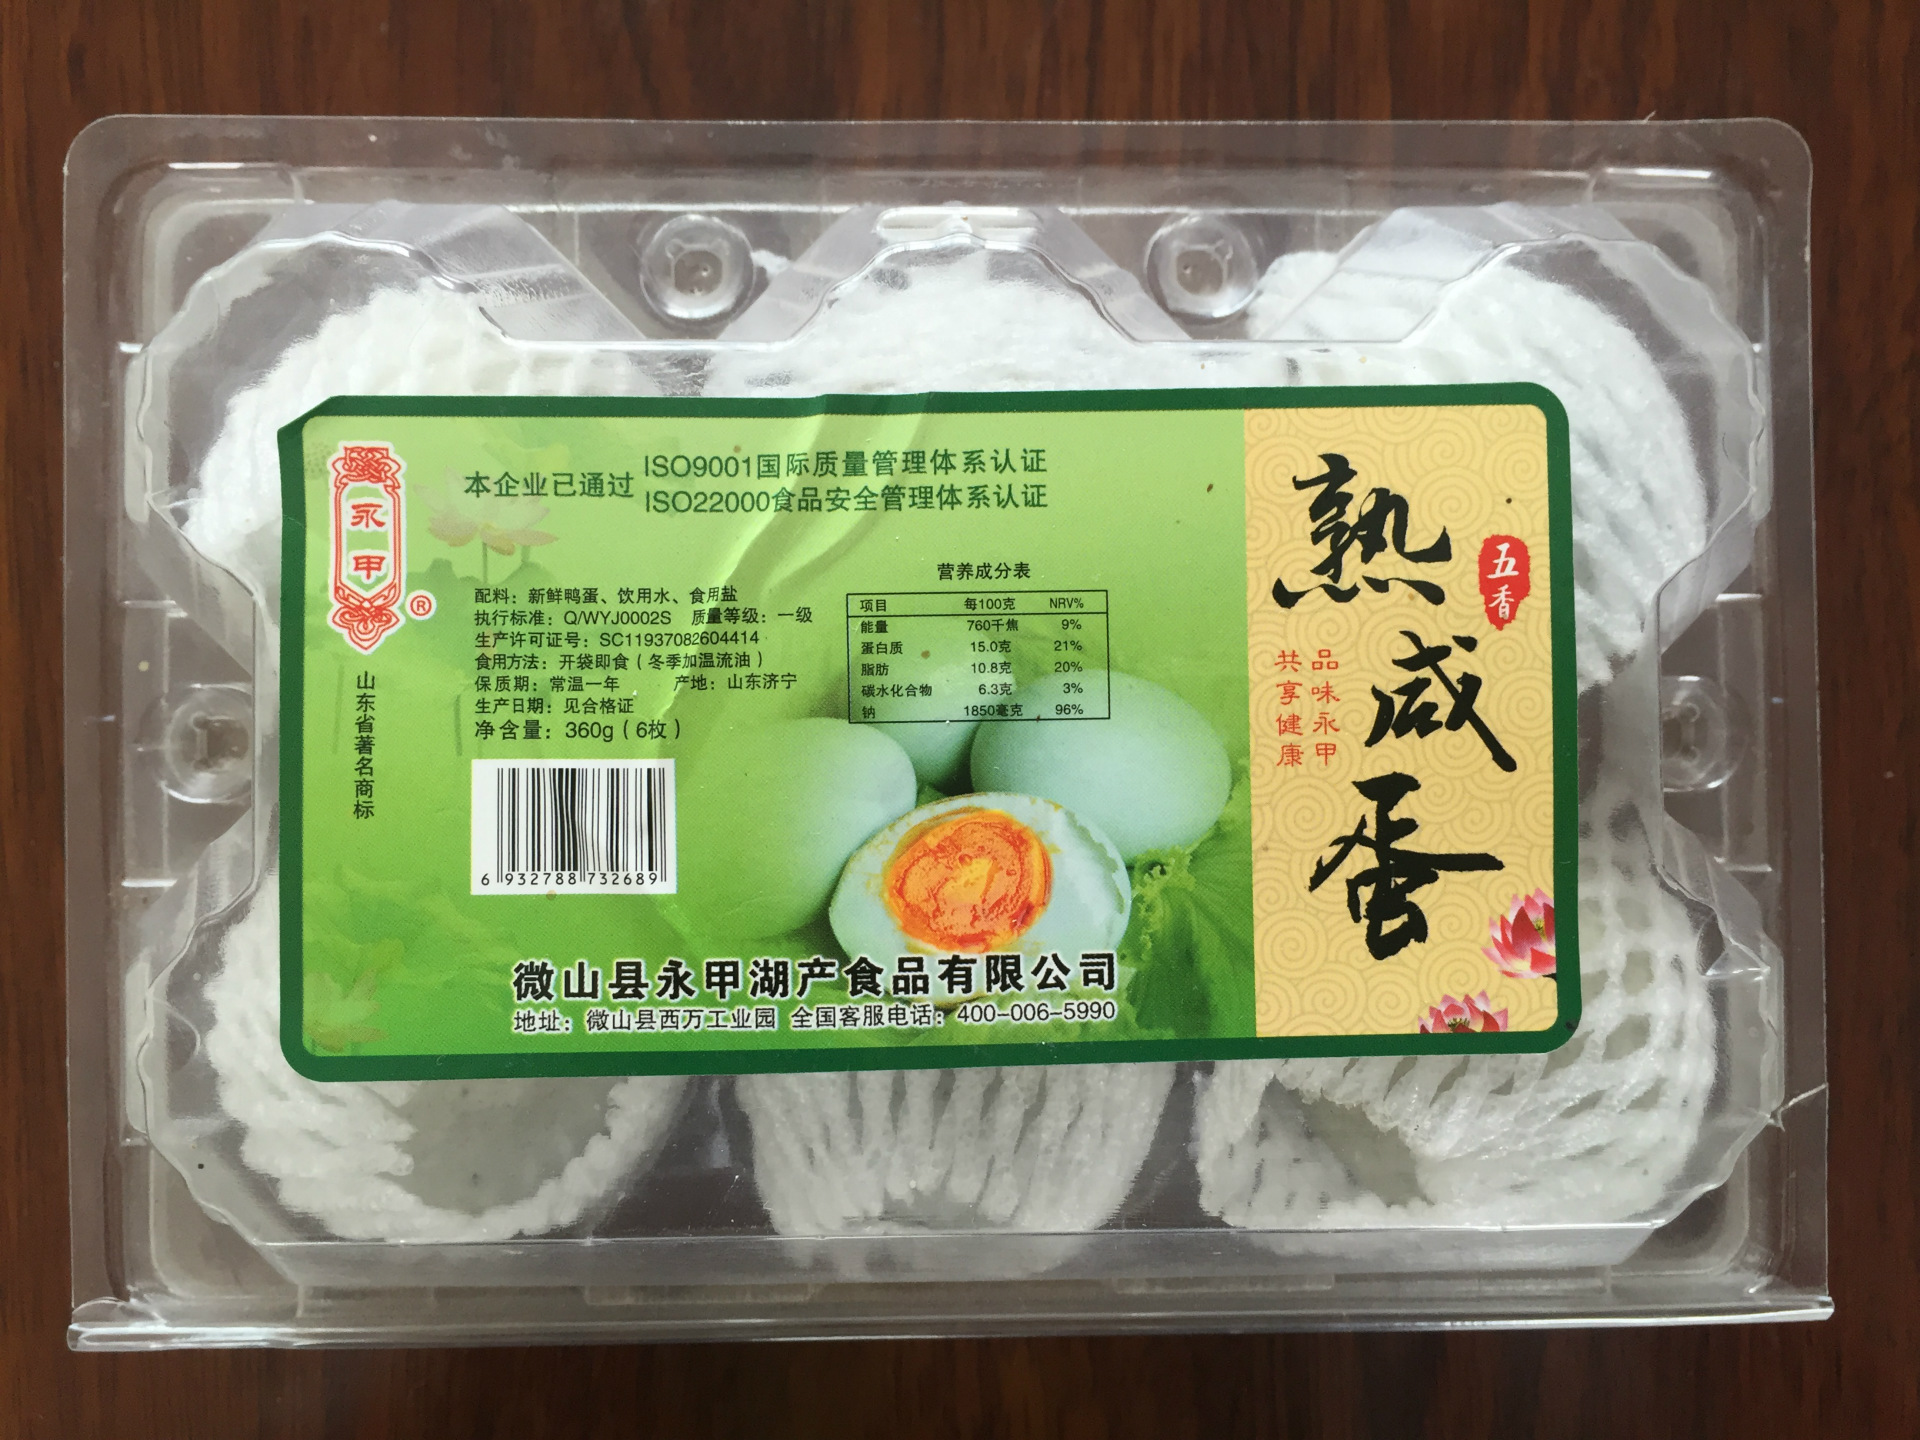 永甲
®
山东省著名商标
本企业已通过
ISO9001国际质量管理体系认证
ISO22000食品安全管理体系认证
配料：新鲜鸭蛋、饮用水、食用盐
执行标准：Q/WYJ0002S 质量等级：一级
生产许可证号：SC11937082604414
食用方法：开袋即食（冬季加温流油）
保质期：常温一年 产地：山东济宁
生产日期：见合格证
净含量：360g（6枚）
营养成分表
项目 每100克 NRV%
能量 760千焦 9%
蛋白质 15.0克 21%
脂肪 10.8克 20%
碳水化合物 6.3克 3%
钠 1850毫克 96%
6 932788 732689
微山县永甲湖产食品有限公司
地址：微山县西万工业园 全国客服电话：400-006-5990
熟咸蛋
五香
品味永甲
共享健康